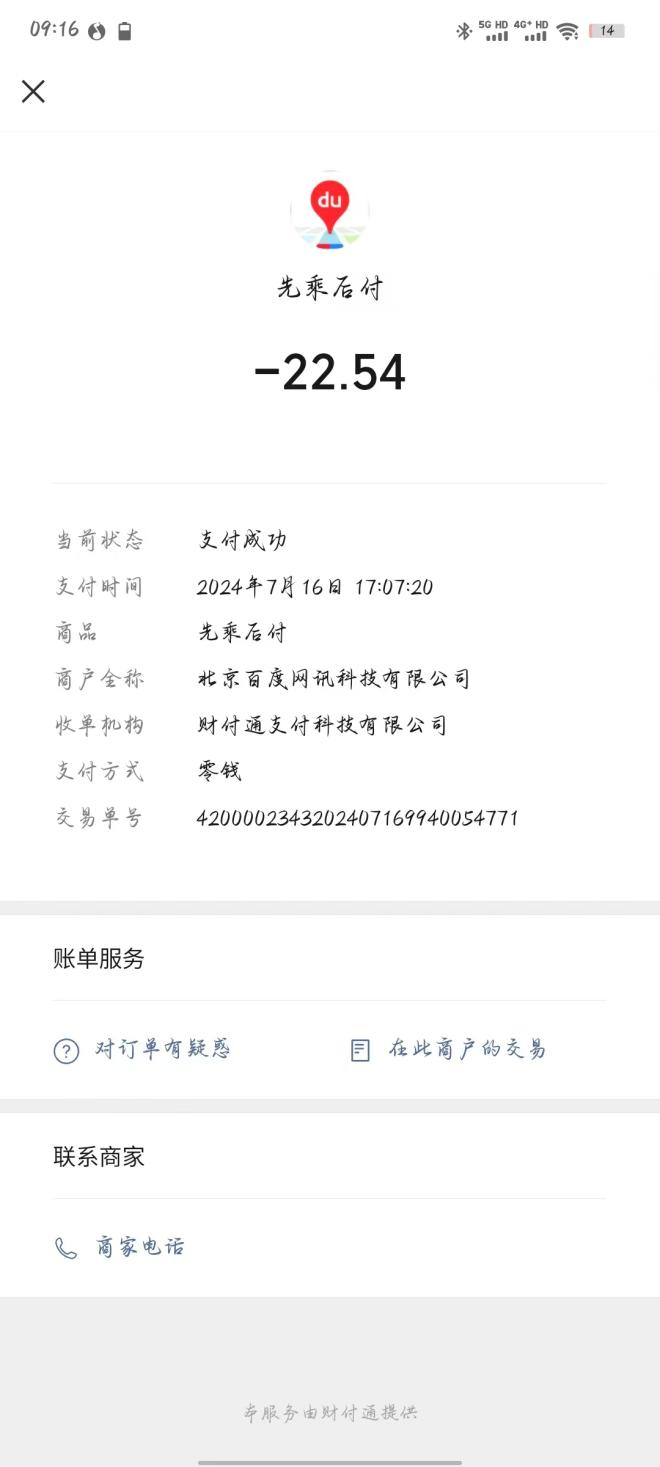 09:16 5G HD 4G+ HD 14
du
先乘后付
-22.54
当前状态 支付成功
支付时间 2024年7月16日 17:07:20
商品 先乘后付
商户全称 北京百度网讯科技有限公司
收单机构 财付通支付科技有限公司
支付方式 零钱
交易单号 4200002343202407169940054771
账单服务
对订单有疑惑 在此商户的交易
联系商家
商家电话
本服务由财付通提供